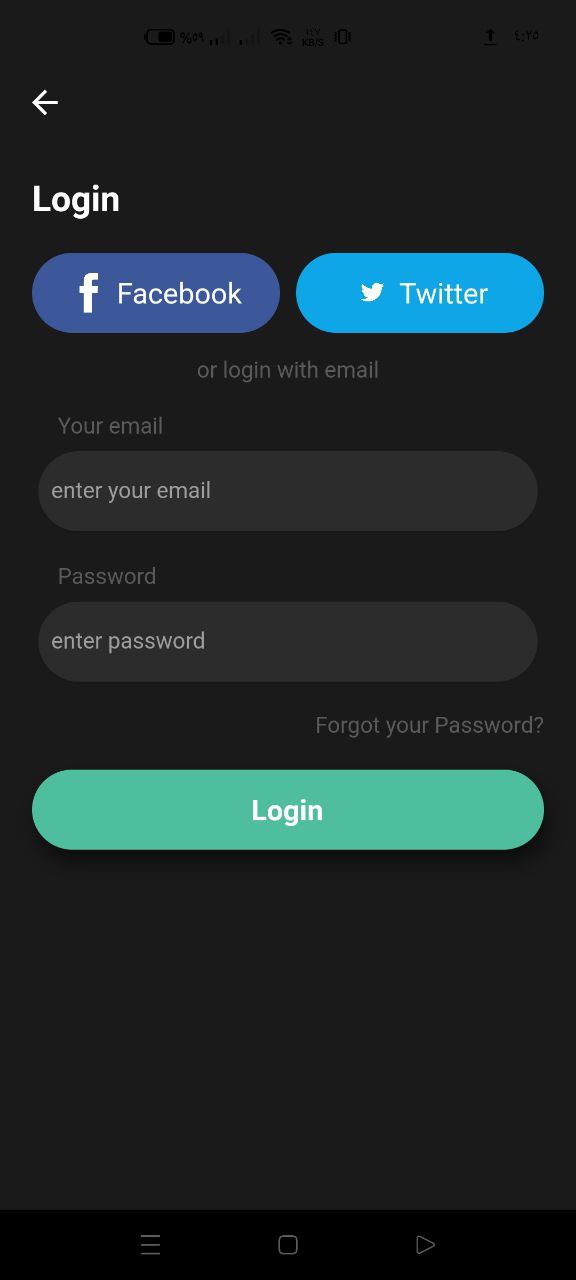 %٥٩ ١٤٧ KB/S ٤:٢٥
Login
Facebook Twitter
or login with email
Your email
enter your email
Password
enter password
Forgot your Password?
Login